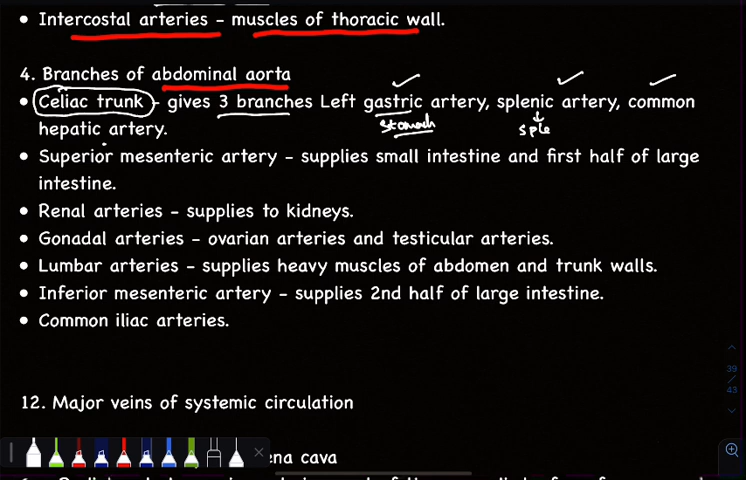 • Intercostal arteries - muscles of thoracic wall.
4. Branches of abdominal aorta
• Celiac trunk - gives 3 branches Left gastric artery, splenic artery, common
hepatic artery.
stomach
sple
• Superior mesenteric artery - supplies small intestine and first half of large
intestine.
• Renal arteries - supplies to kidneys.
• Gonadal arteries - ovarian arteries and testicular arteries.
• Lumbar arteries - supplies heavy muscles of abdomen and trunk walls.
• Inferior mesenteric artery - supplies 2nd half of large intestine.
• Common iliac arteries.
39
/
43
12. Major veins of systemic circulation
ena cava